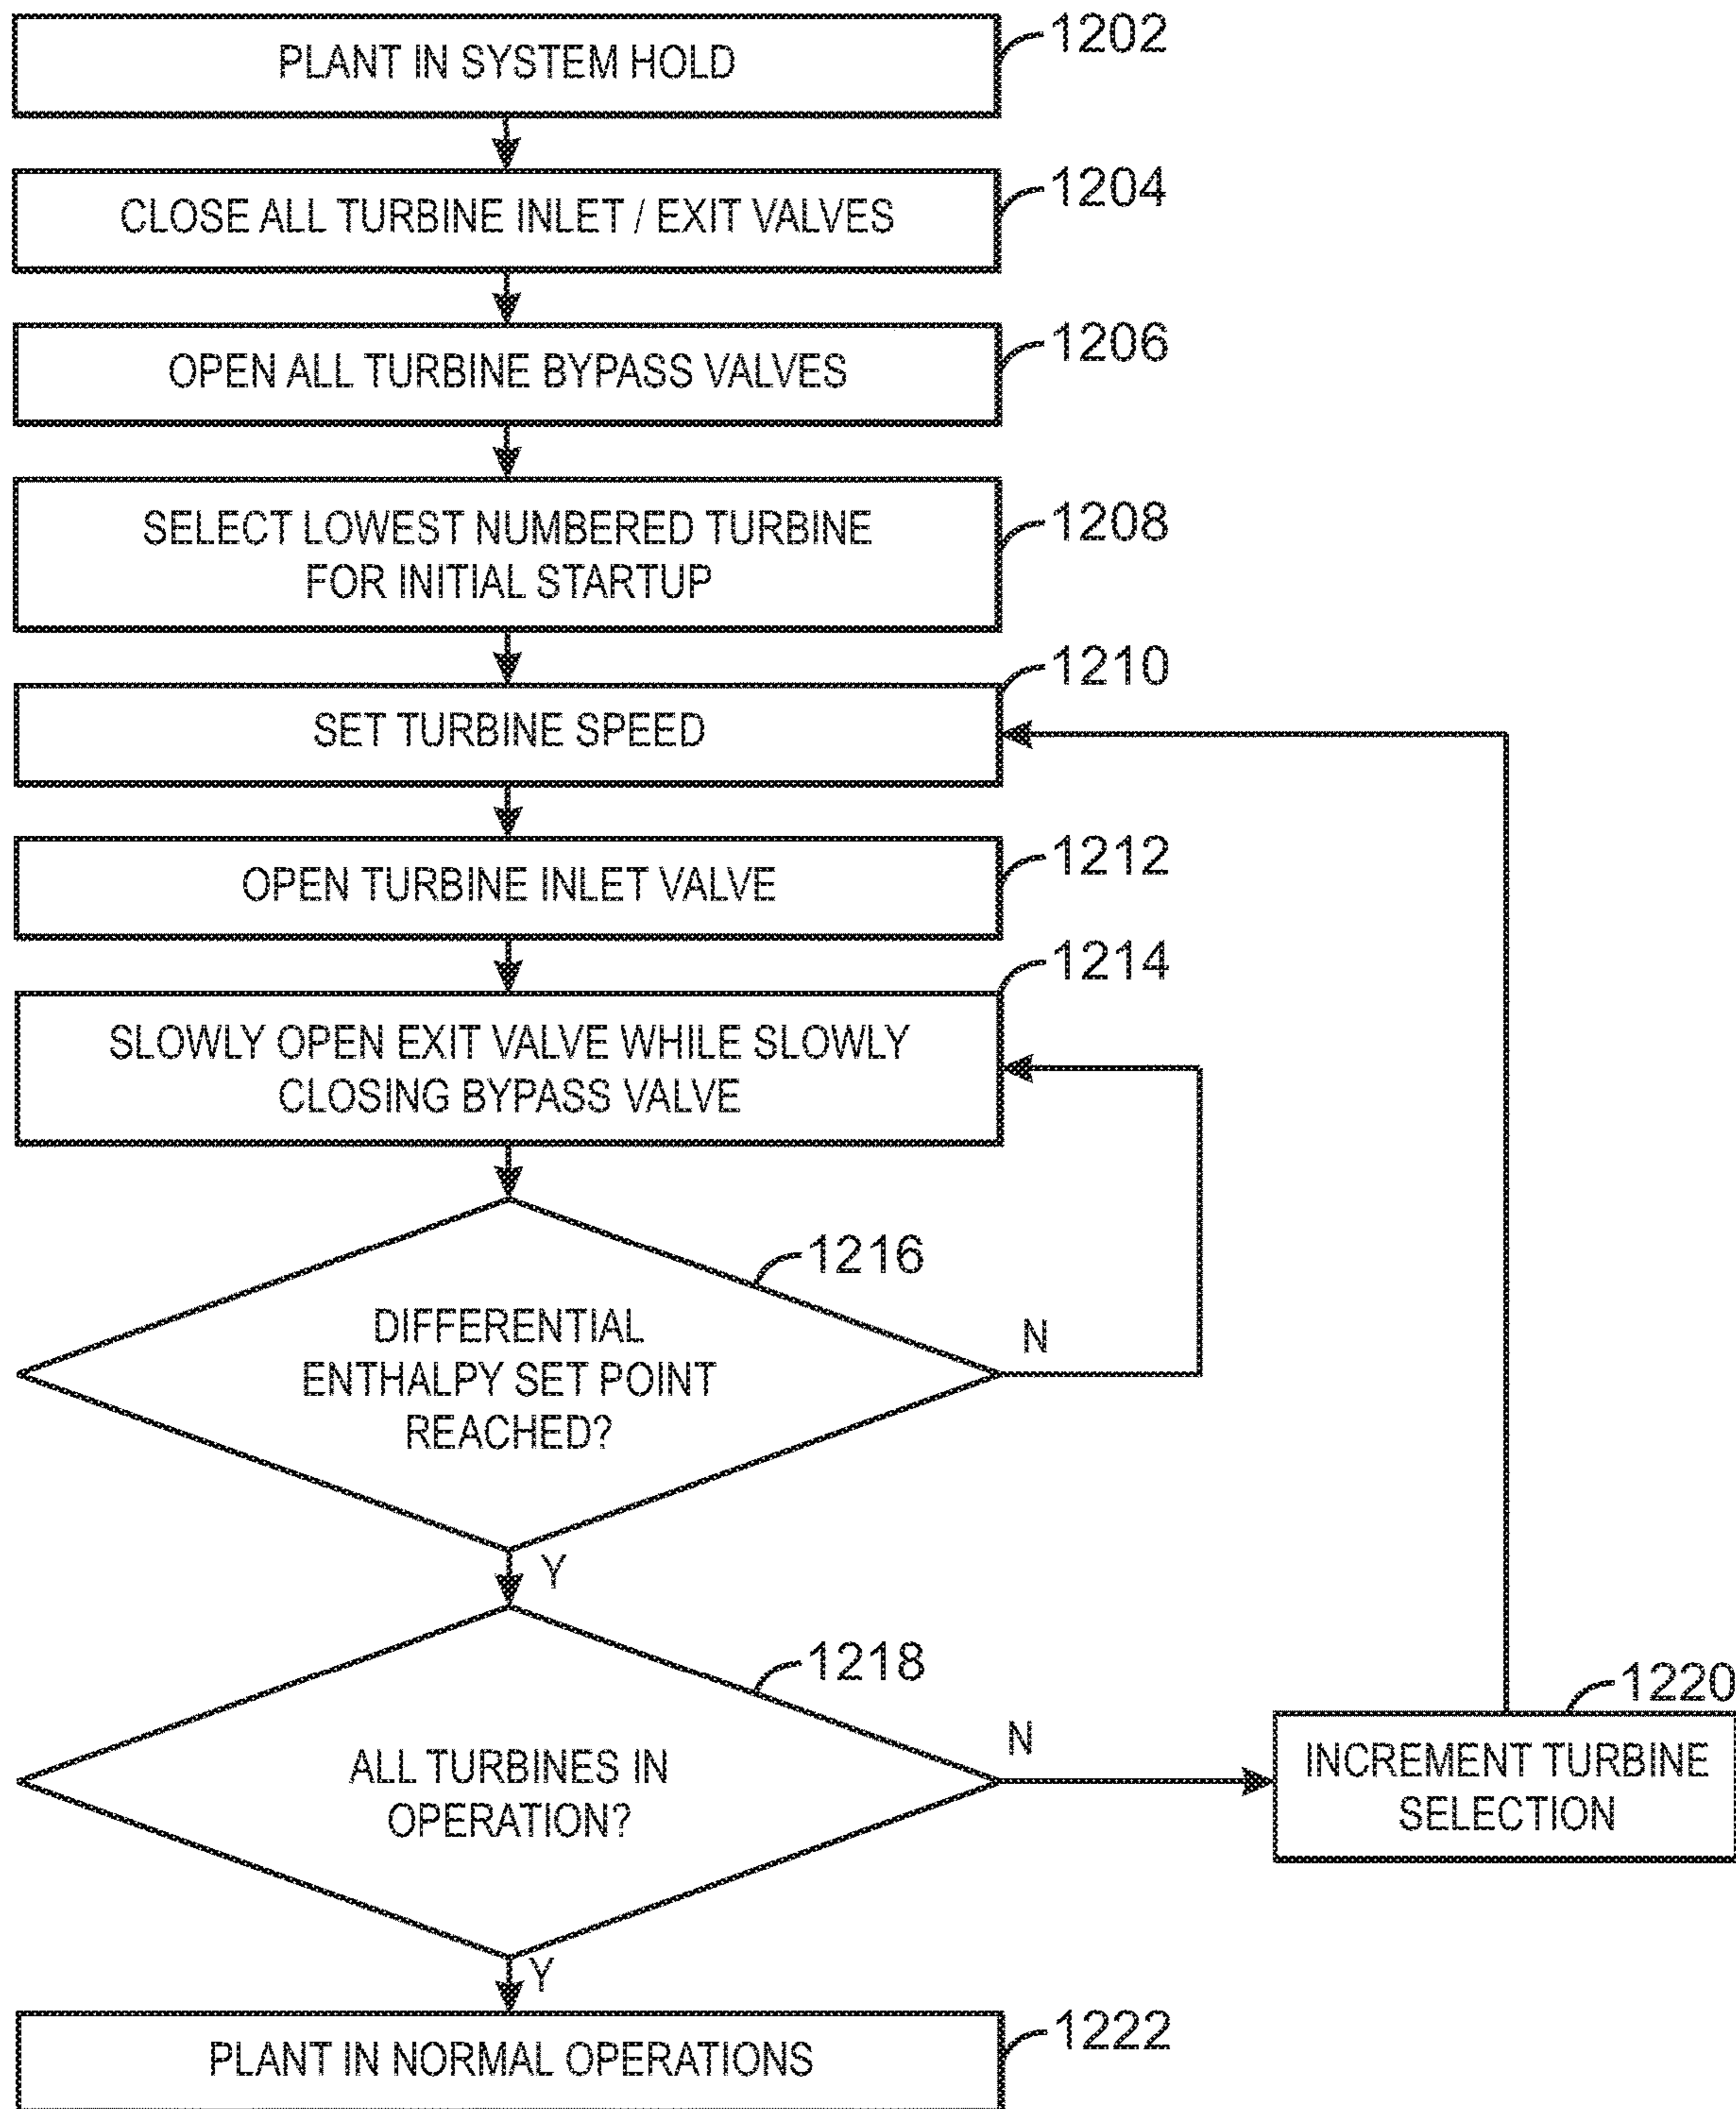 PLANT IN SYSTEM HOLD
1202
CLOSE ALL TURBINE INLET / EXIT VALVES
1204
OPEN ALL TURBINE BYPASS VALVES
1206
SELECT LOWEST NUMBERED TURBINE
FOR INITIAL STARTUP
1208
1210
SET TURBINE SPEED
OPEN TURBINE INLET VALVE
1212
1214
SLOWLY OPEN EXIT VALVE WHILE SLOWLY
CLOSING BYPASS VALVE
1216
DIFFERENTIAL
ENTHALPY SET POINT
REACHED?
N
Y
1218
ALL TURBINES IN
OPERATION?
N
1220
INCREMENT TURBINE
SELECTION
Y
PLANT IN NORMAL OPERATIONS
1222